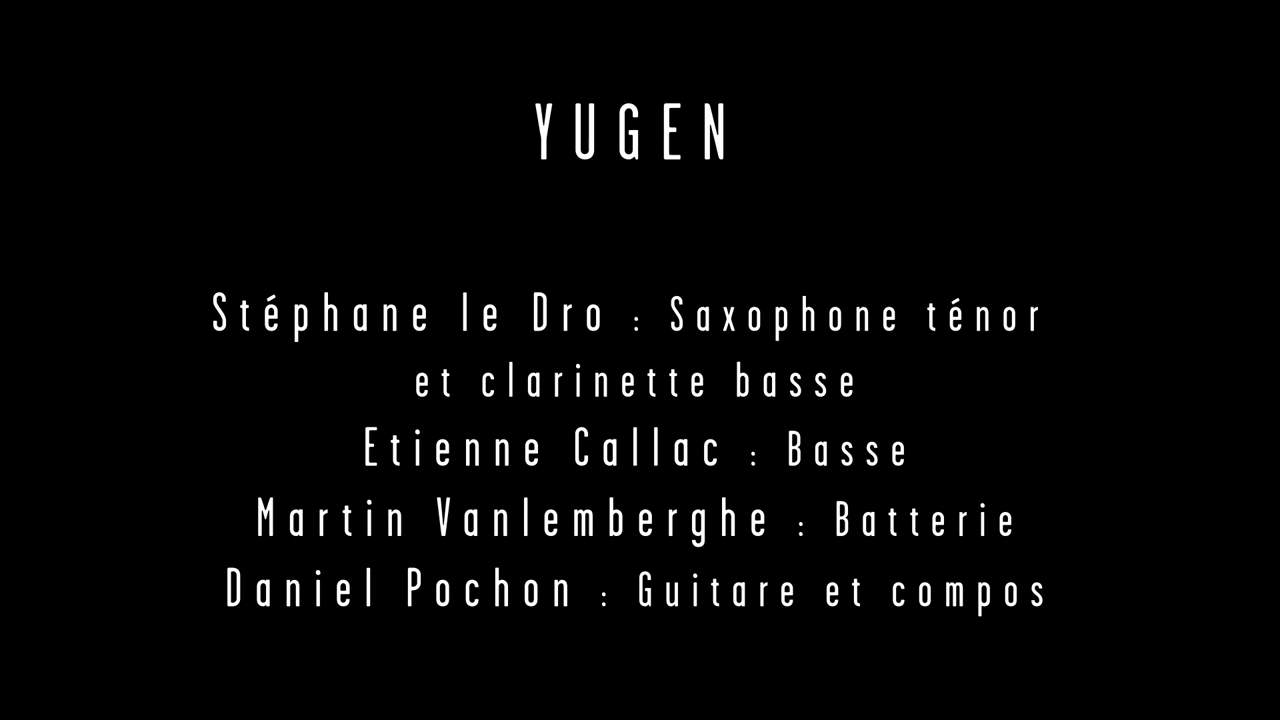 YUGEN
Stéphane le Dro : Saxophone ténor
et clarinette basse
Etienne Callac : Basse
Martin Vanlemberghe : Batterie
Daniel Pochon : Guitare et compos